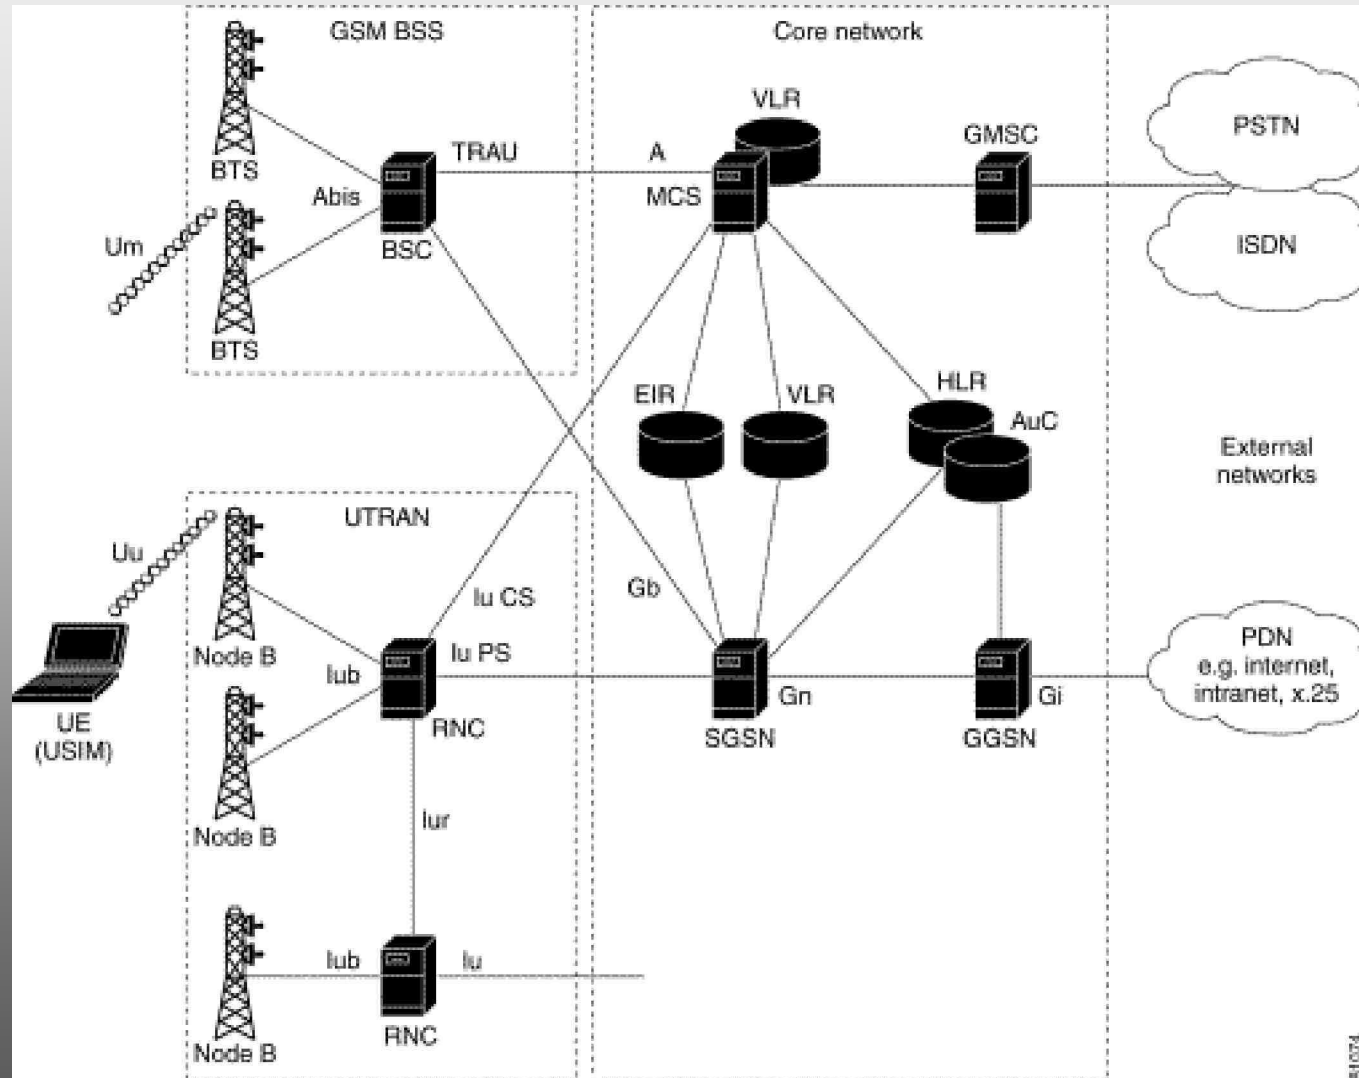 GSM BSS
Core network
VLR
PSTN
GMSC
TRAU
A
BTS
Abis
MCS
Um
BSC
ISDN
BTS
EIR
VLR
HLR
AuC
External
networks
UTRAN
Uu
Iu CS
Gb
Node B
Iu PS
PDN
e.g. internet,
intranet, x.25
Iub
Gn
Gi
UE
(USIM)
RNC
SGSN
GGSN
Iur
Node B
Iub
Iu
RNC
Node B